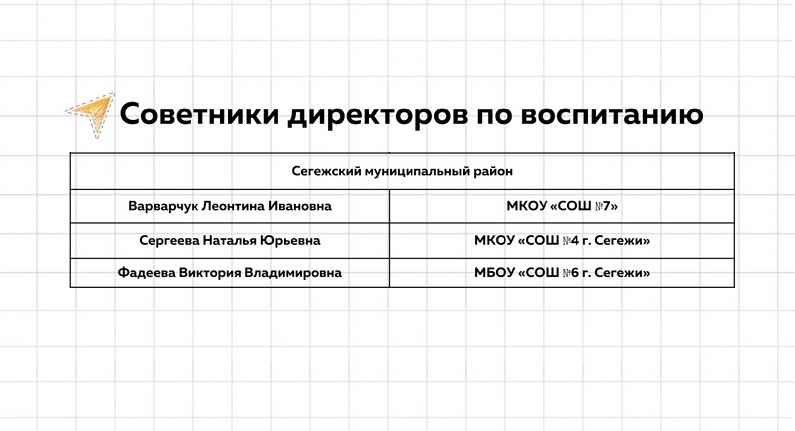 Советники директоров по воспитанию
Сегежский муниципальный район
Варварчук Леонтина Ивановна МКОУ «СОШ №7»
Сергеева Наталья Юрьевна МКОУ «СОШ №4 г. Сегежи»
Фадеева Виктория Владимировна МБОУ «СОШ №6 г. Сегежи»